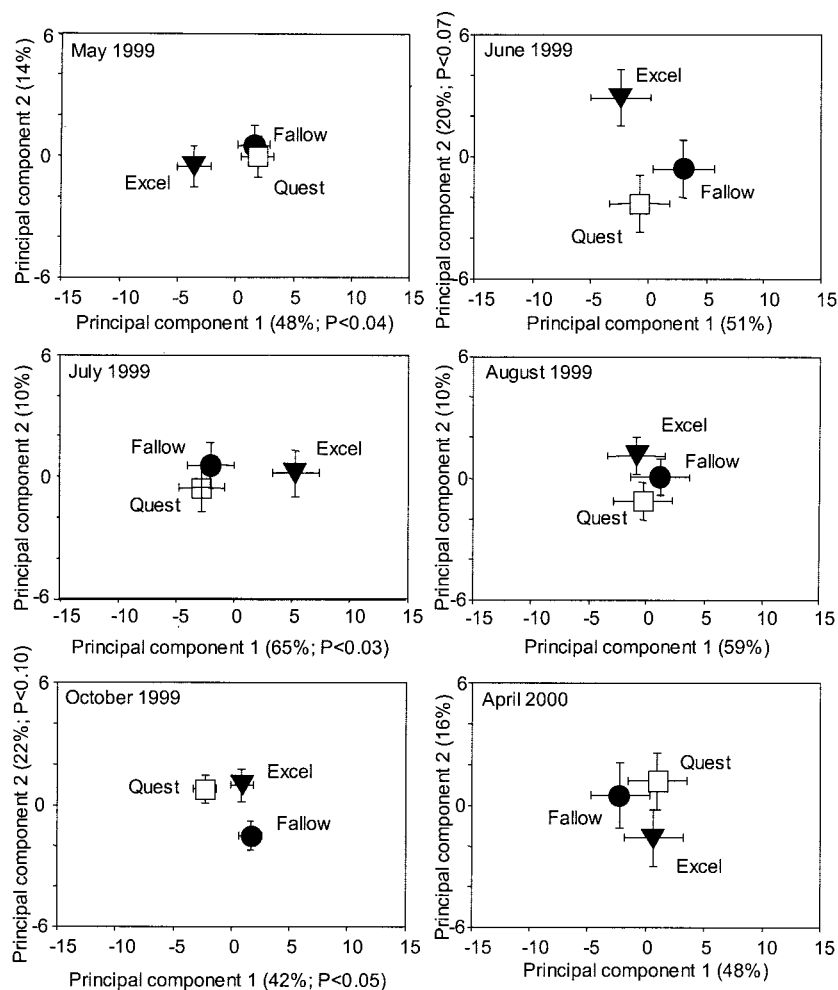 May 1999
Principal component 2 (14%)
6
0
-6
Excel
Fallow
Quest
-15 -10 -5 0 5 10 15
Principal component 1 (48%; P<0.04)
June 1999
Principal component 2 (20%; P<0.07)
6
0
-6
Excel
Fallow
Quest
-15 -10 -5 0 5 10 15
Principal component 1 (51%)
July 1999
Principal component 2 (10%)
6
0
-6
Fallow
Excel
Quest
-15 -10 -5 0 5 10 15
Principal component 1 (65%; P<0.03)
August 1999
Principal component 2 (10%)
6
0
-6
Excel
Fallow
Quest
-15 -10 -5 0 5 10 15
Principal component 1 (59%)
October 1999
Principal component 2 (22%; P<0.10)
6
0
-6
Quest
Excel
Fallow
-15 -10 -5 0 5 10 15
Principal component 1 (42%; P<0.05)
April 2000
Principal component 2 (16%)
6
0
-6
Quest
Fallow
Excel
-15 -10 -5 0 5 10 15
Principal component 1 (48%)